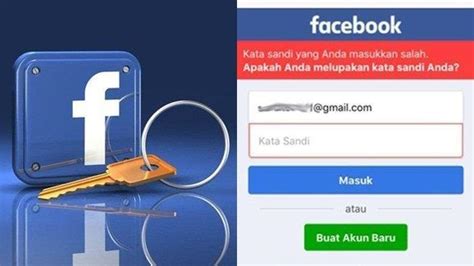 f
facebook
Kata sandi yang Anda masukkan salah.
Apakah Anda melupakan kata sandi Anda?
@gmail.com
Kata Sandi
Masuk
atau
Buat Akun Baru